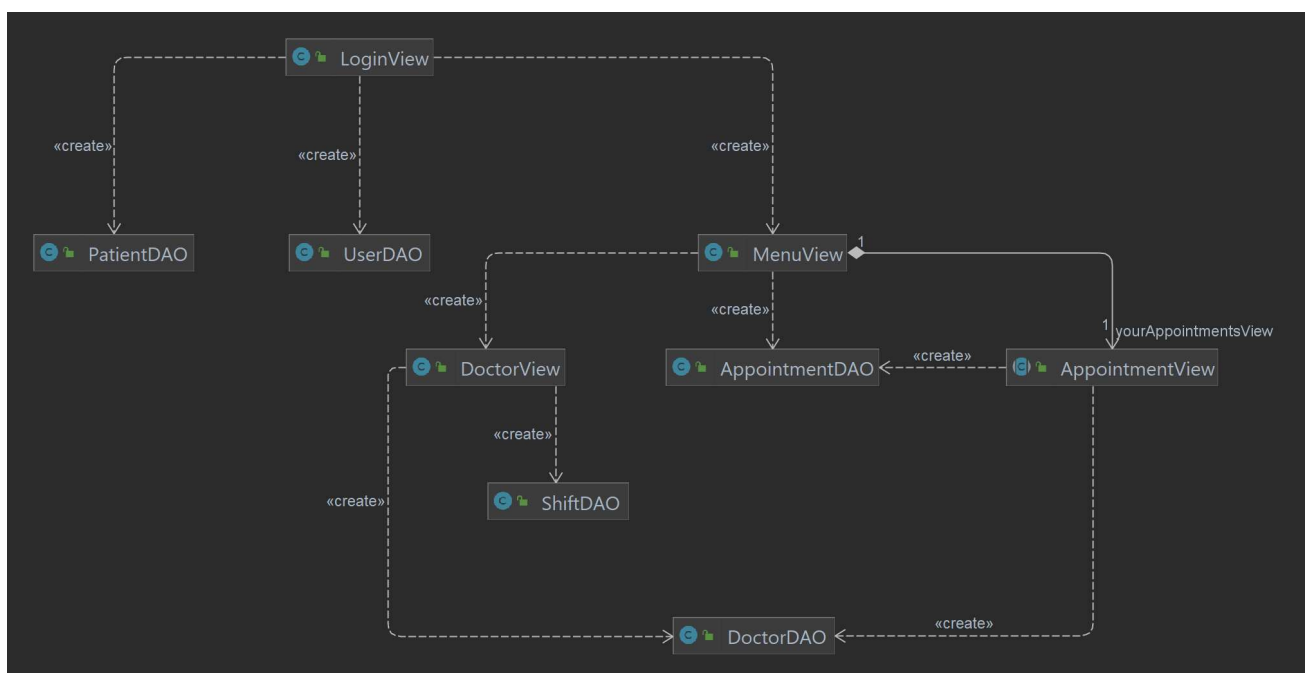 LoginView
«create»
«create»
«create»
PatientDAO
UserDAO
MenuView
1
«create»
«create»
1
yourAppointmentsView
DoctorView
AppointmentDAO
«create»
AppointmentView
«create»
«create»
ShiftDAO
«create»
DoctorDAO